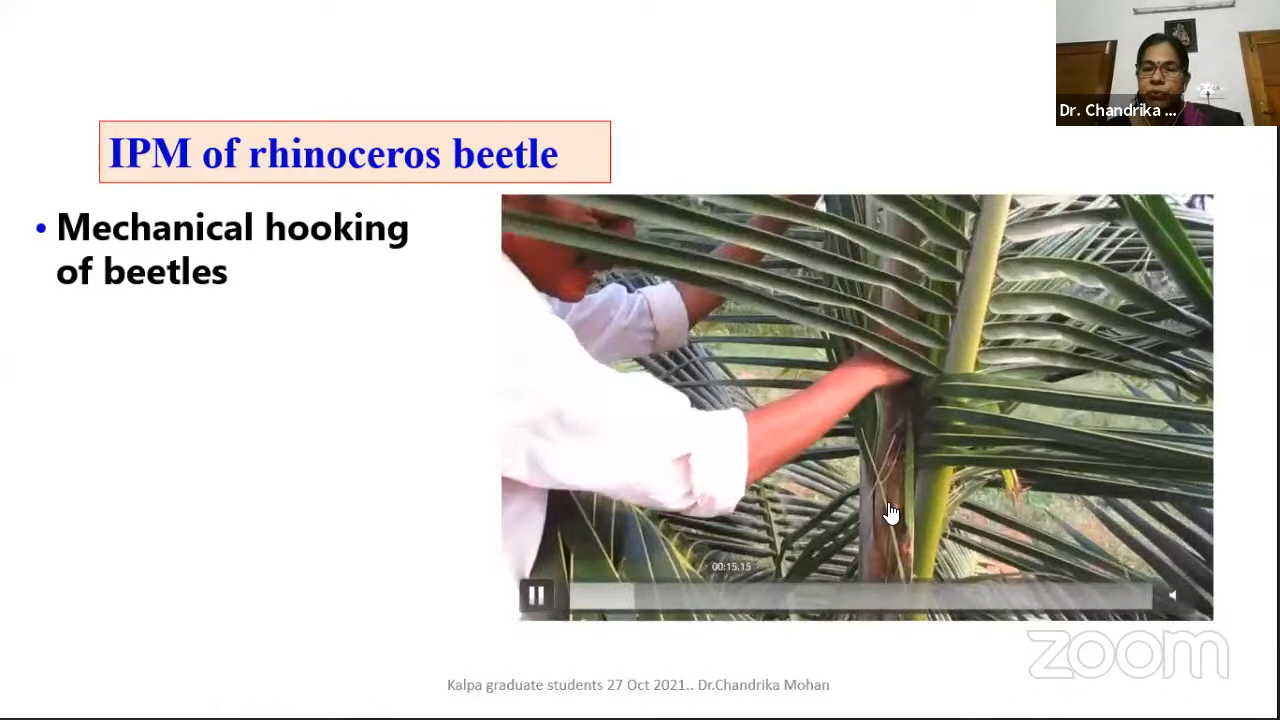 Dr. Chandrika ...
IPM of rhinoceros beetle
• Mechanical hooking
of beetles
00:15.15
zoom
Kalpa graduate students 27 Oct 2021.. Dr.Chandrika Mohan